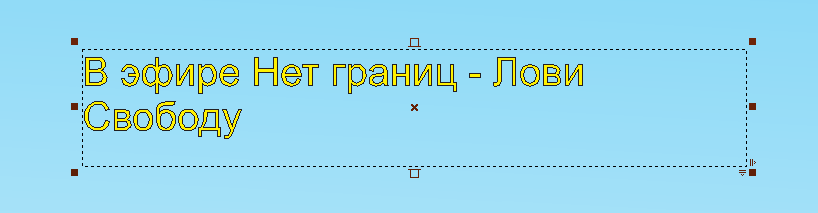 В эфире Нет границ - Лови
Свободу